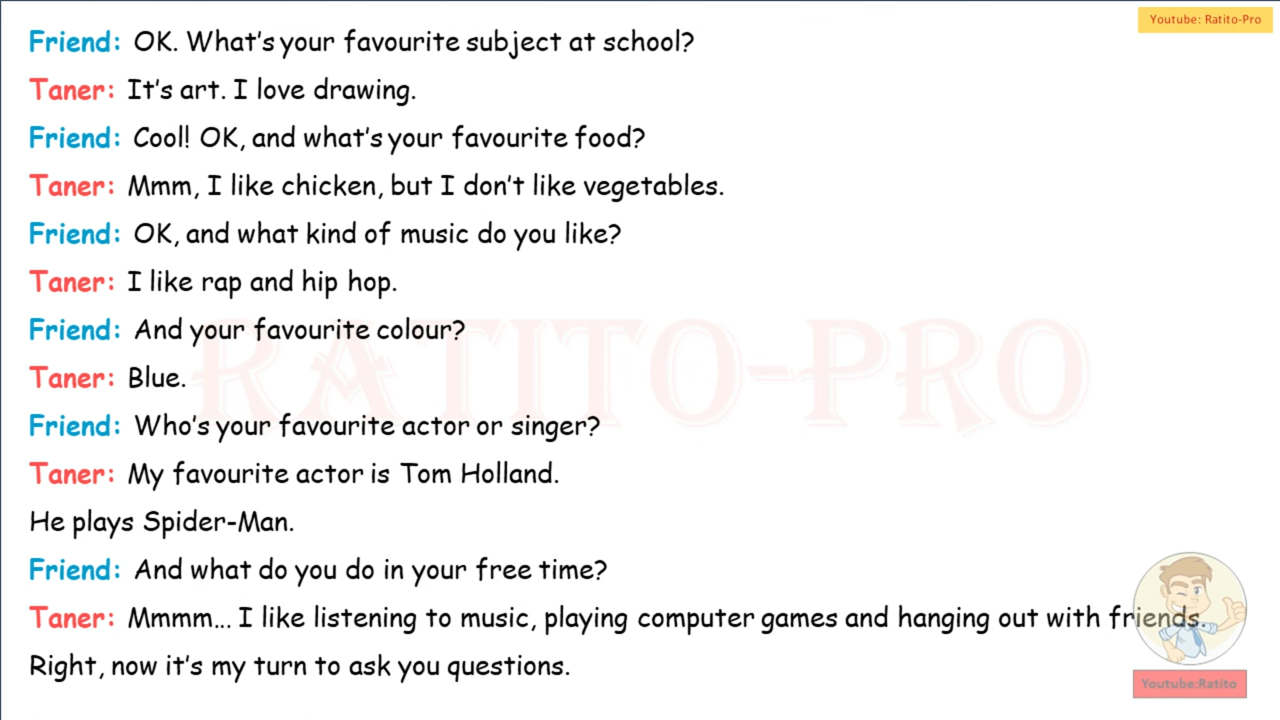 Youtube: Ratito-Pro
Friend: OK. What's your favourite subject at school?
Taner: It's art. I love drawing.
Friend: Cool! OK, and what's your favourite food?
Taner: Mmm, I like chicken, but I don't like vegetables.
Friend: OK, and what kind of music do you like?
Taner: I like rap and hip hop.
Friend: And your favourite colour?
RATITO-PRO
Taner: Blue.
Friend: Who's your favourite actor or singer?
Taner: My favourite actor is Tom Holland.
He plays Spider-Man.
Friend: And what do you do in your free time?
Taner: Mmmm... I like listening to music, playing computer games and hanging out with friends.
Right, now it's my turn to ask you questions.
Youtube:Ratito